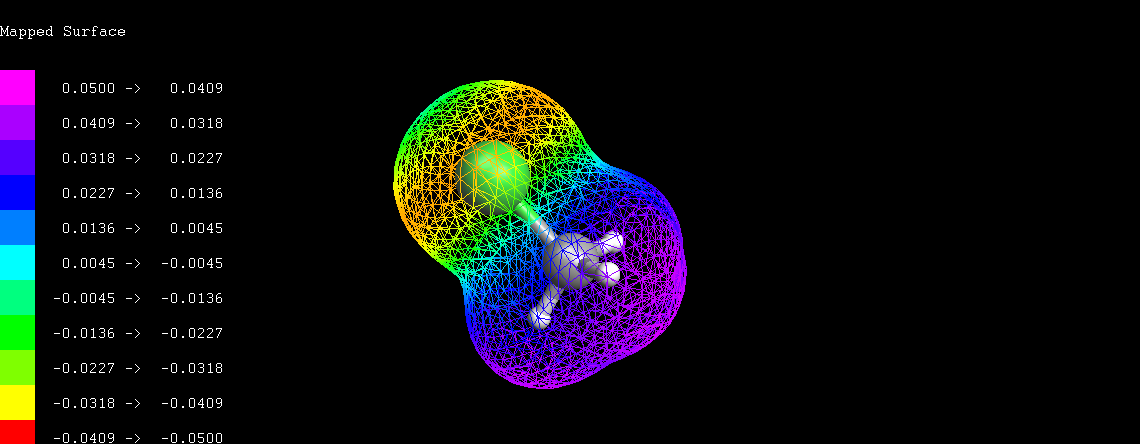 Mapped Surface
0.0500 -> 0.0409
0.0409 -> 0.0318
0.0318 -> 0.0227
0.0227 -> 0.0136
0.0136 -> 0.0045
0.0045 -> -0.0045
-0.0045 -> -0.0136
-0.0136 -> -0.0227
-0.0227 -> -0.0318
-0.0318 -> -0.0409
-0.0409 -> -0.0500